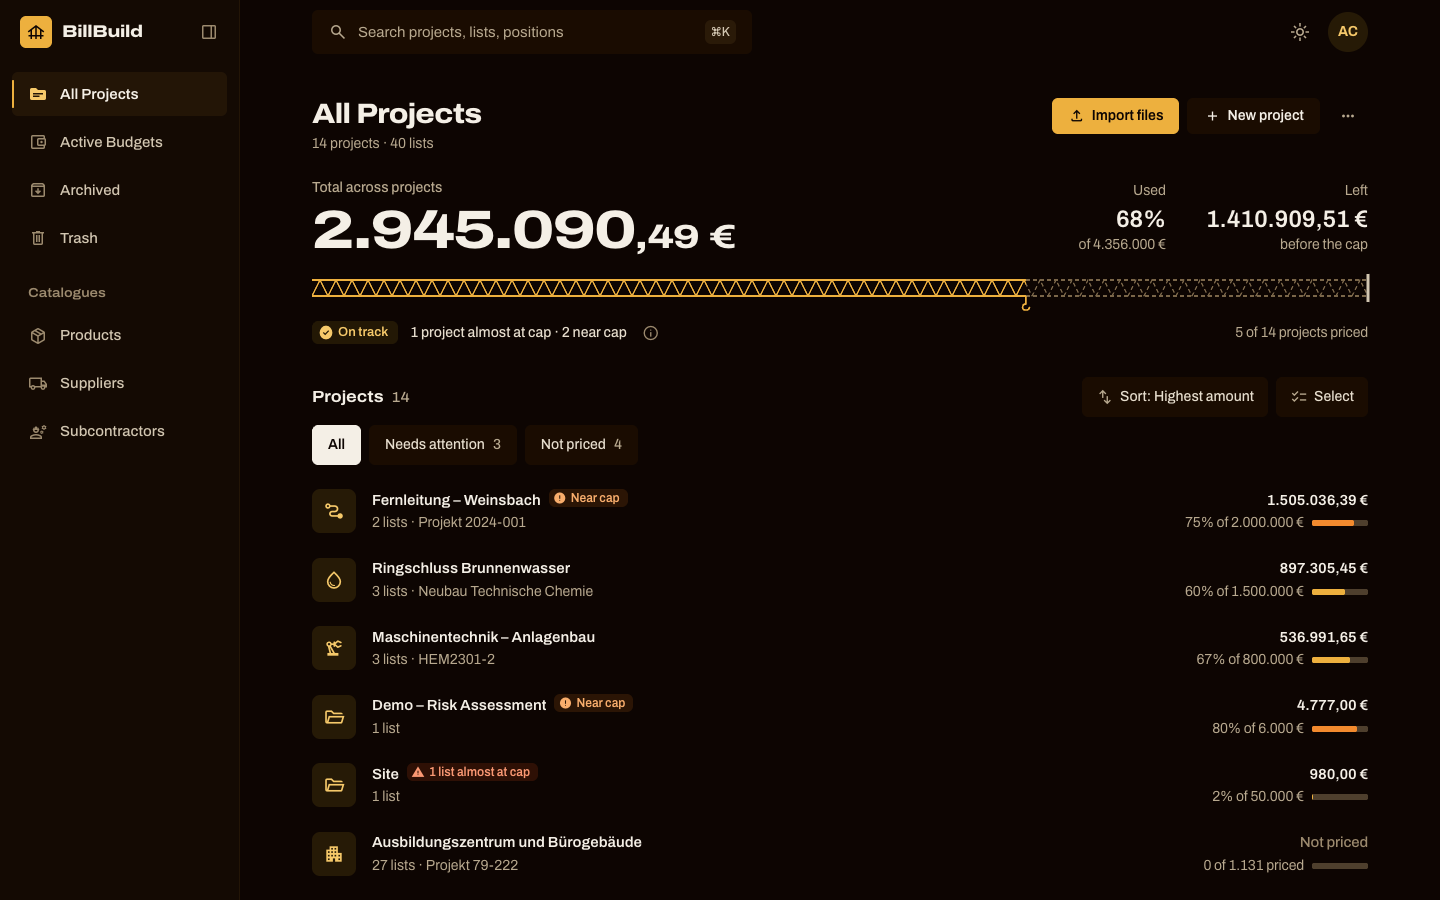 BillBuild
Search projects, lists, positions
⌘K
AC
All Projects
Active Budgets
Archived
Trash
Catalogues
Products
Suppliers
Subcontractors
All Projects
14 projects · 40 lists
Import files
New project
Total across projects
2.945.090,49 €
Used
68%
of 4.356.000 €
Left
1.410.909,51 €
before the cap
On track
1 project almost at cap · 2 near cap
5 of 14 projects priced
Projects 14
Sort: Highest amount
Select
All
Needs attention 3
Not priced 4
Fernleitung – Weinsbach
Near cap
2 lists · Projekt 2024-001
1.505.036,39 €
75% of 2.000.000 €
Ringschluss Brunnenwasser
3 lists · Neubau Technische Chemie
897.305,45 €
60% of 1.500.000 €
Maschinentechnik – Anlagenbau
3 lists · HEM2301-2
536.991,65 €
67% of 800.000 €
Demo – Risk Assessment
Near cap
1 list
4.777,00 €
80% of 6.000 €
Site
1 list almost at cap
1 list
980,00 €
2% of 50.000 €
Ausbildungszentrum und Bürogebäude
27 lists · Projekt 79-222
Not priced
0 of 1.131 priced